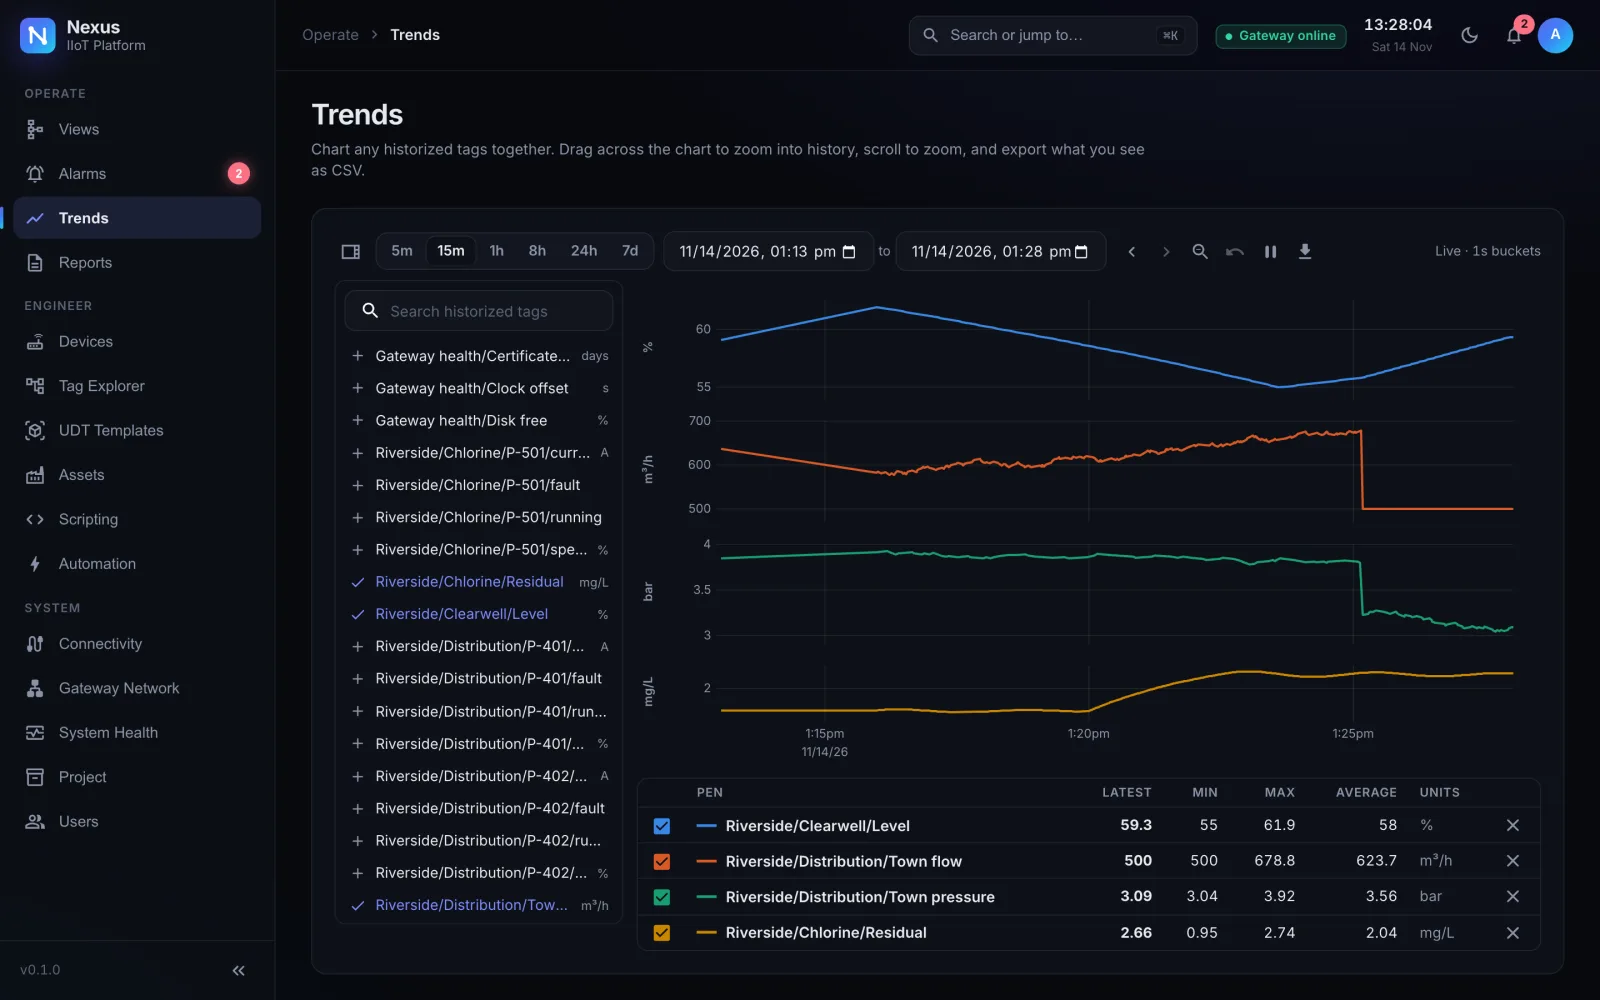 Nexus
IIoT Platform
OPERATE
Views
Alarms
2
Trends
Reports
ENGINEER
Devices
Tag Explorer
UDT Templates
Assets
Scripting
Automation
SYSTEM
Connectivity
Gateway Network
System Health
Project
Users
v0.1.0
Operate > Trends
Search or jump to... ⌘K
Gateway online
13:28:04
Sat 14 Nov
2
A
Trends
Chart any historized tags together. Drag across the chart to zoom into history, scroll to zoom, and export what you see
as CSV.
5m 15m 1h 8h 24h 7d
11/14/2026, 01:13 pm to 11/14/2026, 01:28 pm
Live · 1s buckets
Search historized tags
Gateway health/Certificate... days
Gateway health/Clock offset s
Gateway health/Disk free %
Riverside/Chlorine/P-501/curr... A
Riverside/Chlorine/P-501/fault
Riverside/Chlorine/P-501/running
Riverside/Chlorine/P-501/spe... %
Riverside/Chlorine/Residual mg/L
Riverside/Clearwell/Level %
Riverside/Distribution/P-401/... A
Riverside/Distribution/P-401/fault
Riverside/Distribution/P-401/run...
Riverside/Distribution/P-401/... %
Riverside/Distribution/P-402/... A
Riverside/Distribution/P-402/fault
Riverside/Distribution/P-402/ru...
Riverside/Distribution/P-402/... %
Riverside/Distribution/Tow... m³/h
%
60
55
m³/h
700
600
500
bar
4
3.5
3
mg/L
2
1:15pm 1:20pm 1:25pm
11/14/26
PEN LATEST MIN MAX AVERAGE UNITS
Riverside/Clearwell/Level 59.3 55 61.9 58 %
Riverside/Distribution/Town flow 500 500 678.8 623.7 m³/h
Riverside/Distribution/Town pressure 3.09 3.04 3.92 3.56 bar
Riverside/Chlorine/Residual 2.66 0.95 2.74 2.04 mg/L